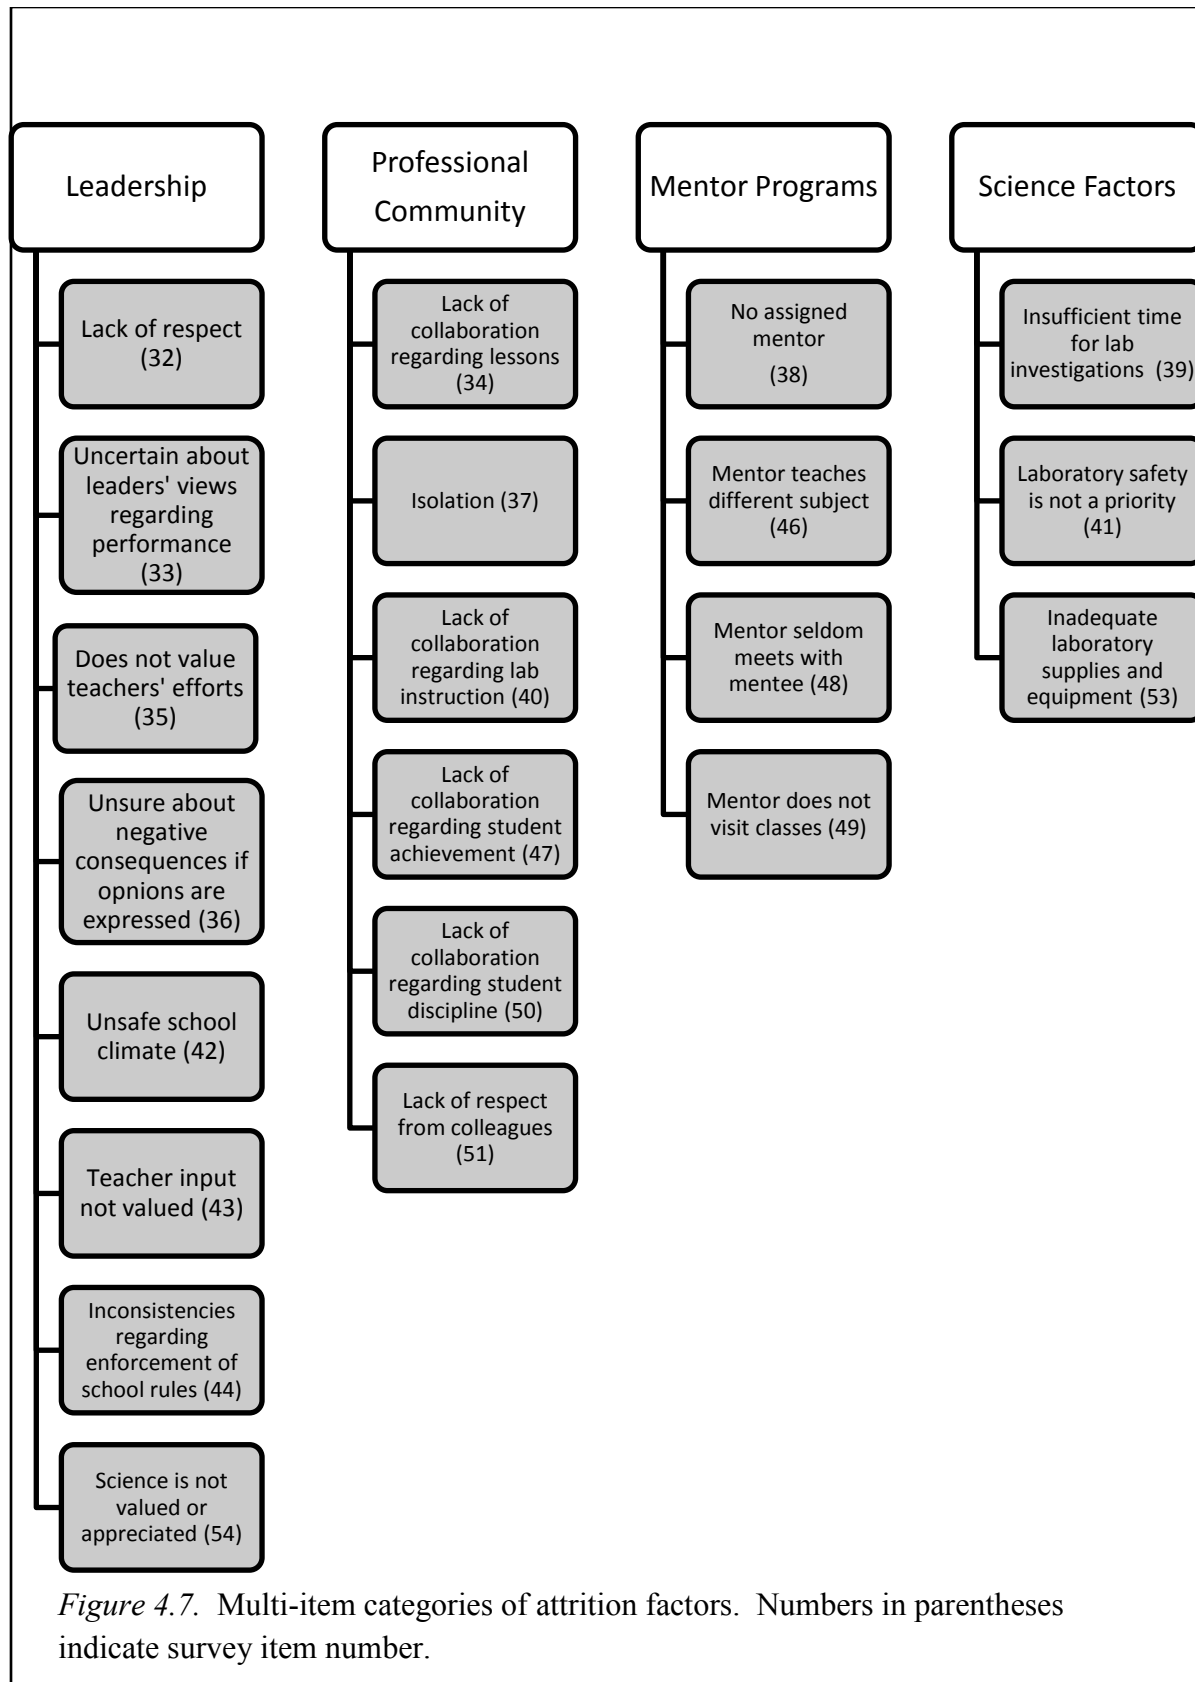 Leadership
Lack of respect
(32)
Uncertain about
leaders' views
regarding
performance
(33)
Does not value
teachers' efforts
(35)
Unsure about
negative
consequences if
opnions are
expressed (36)
Unsafe school
climate (42)
Teacher input
not valued (43)
Inconsistencies
regarding
enforcement of
school rules (44)
Science is not
valued or
appreciated (54)
Professional
Community
Lack of
collaboration
regarding lessons
(34)
Isolation (37)
Lack of
collaboration
regarding lab
instruction (40)
Lack of
collaboration
regarding student
achievement (47)
Lack of
collaboration
regarding student
discipline (50)
Lack of respect
from colleagues
(51)
Mentor Programs
No assigned
mentor
(38)
Mentor teaches
different subject
(46)
Mentor seldom
meets with
mentee (48)
Mentor does not
visit classes (49)
Science Factors
Insufficient time
for lab
investigations (39)
Laboratory safety
is not a priority
(41)
Inadequate
laboratory
supplies and
equipment (53)
Figure 4.7. Multi-item categories of attrition factors. Numbers in parentheses
indicate survey item number.